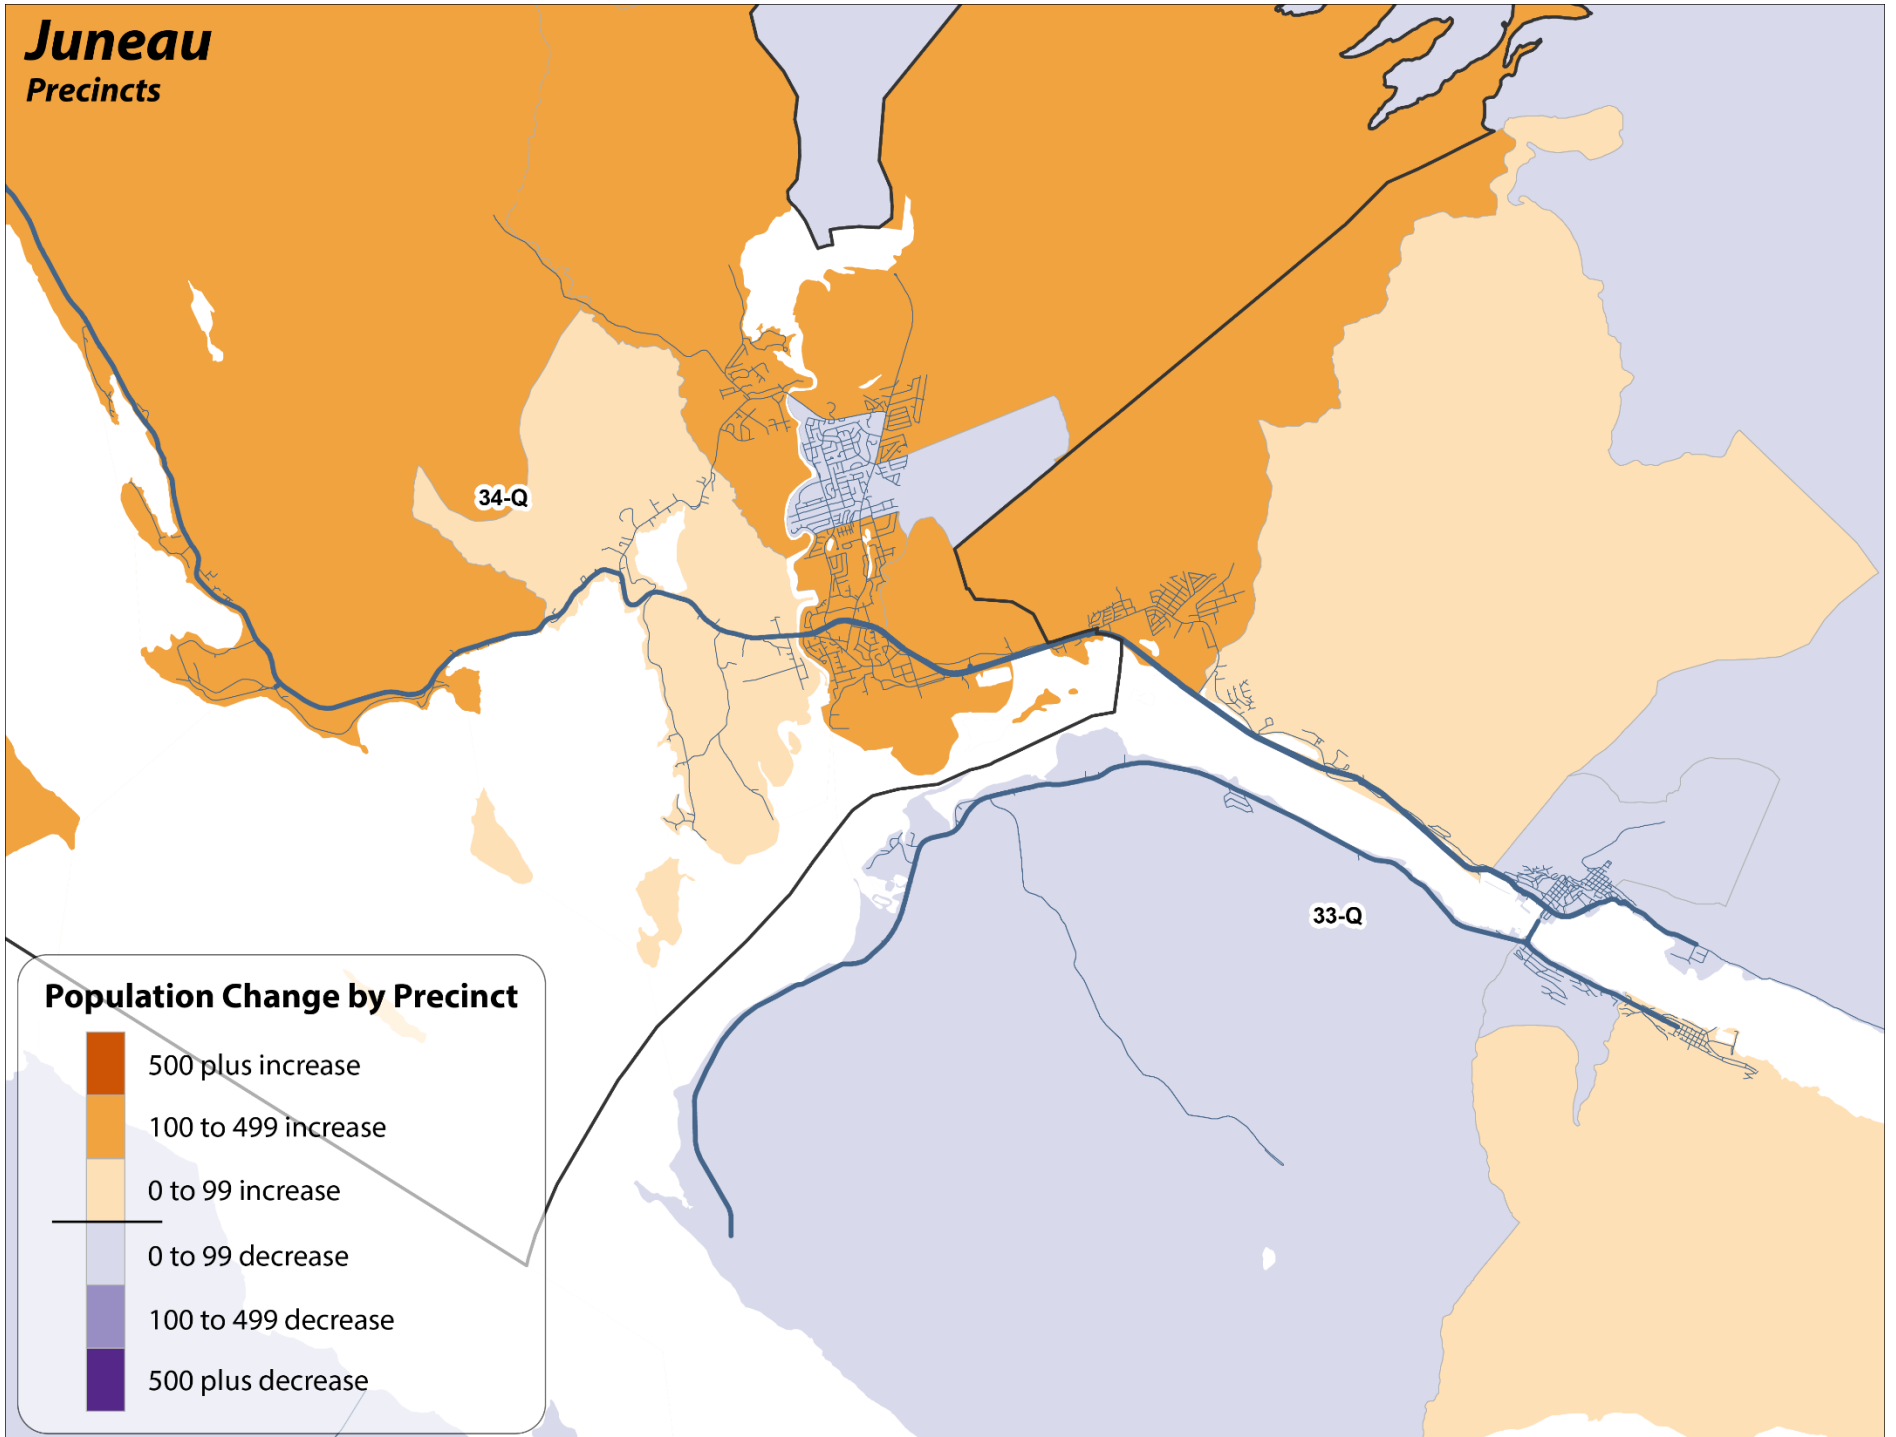 Juneau
Precincts
34-Q
33-Q
Population Change by Precinct
500 plus increase
100 to 499 increase
0 to 99 increase
0 to 99 decrease
100 to 499 decrease
500 plus decrease